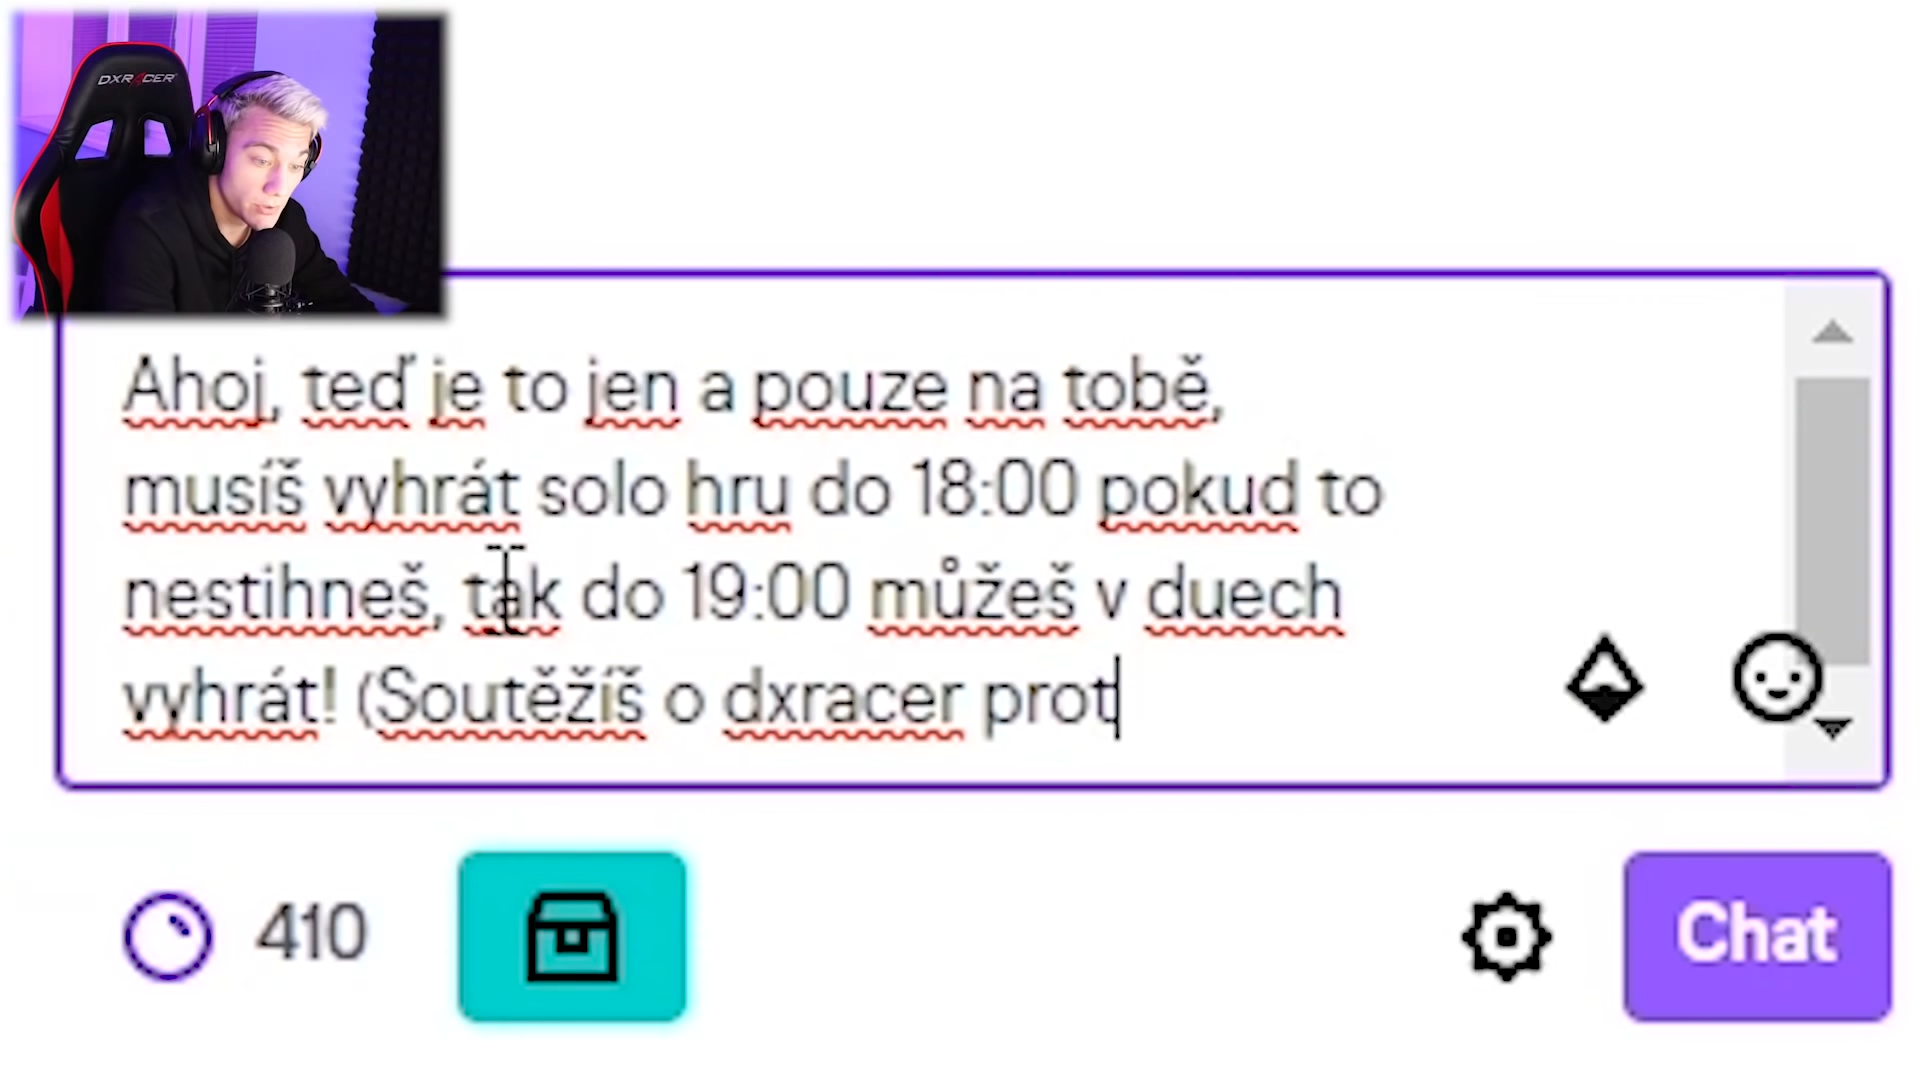 DXRACER
Ahoj, teď je to jen a pouze na tobě,
musíš vyhrát solo hru do 18:00 pokud to
nestihneš, tak do 19:00 můžeš v duech
vyhrát! (Soutěžíš o dxracer prot
410
Chat